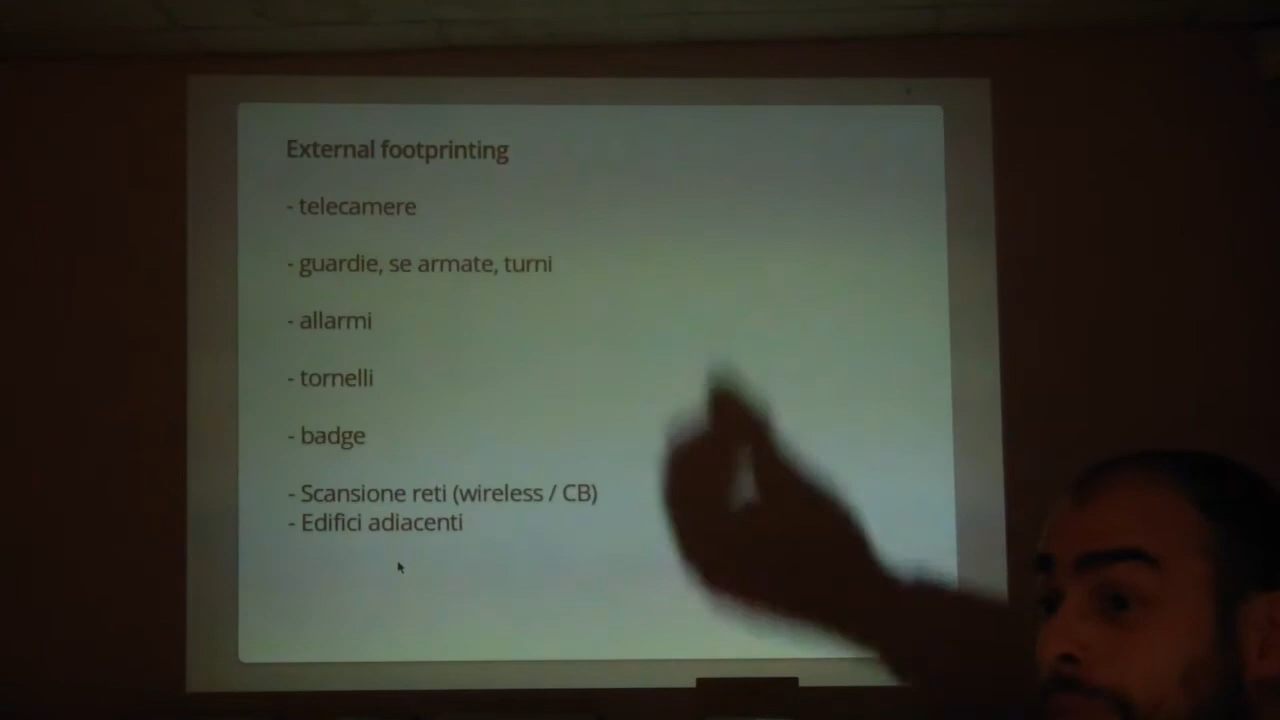 External footprinting
- telecamere
- guardie, se armate, turni
- allarmi
- tornelli
- badge
- Scansione reti (wireless / CB)
- Edifici adiacenti